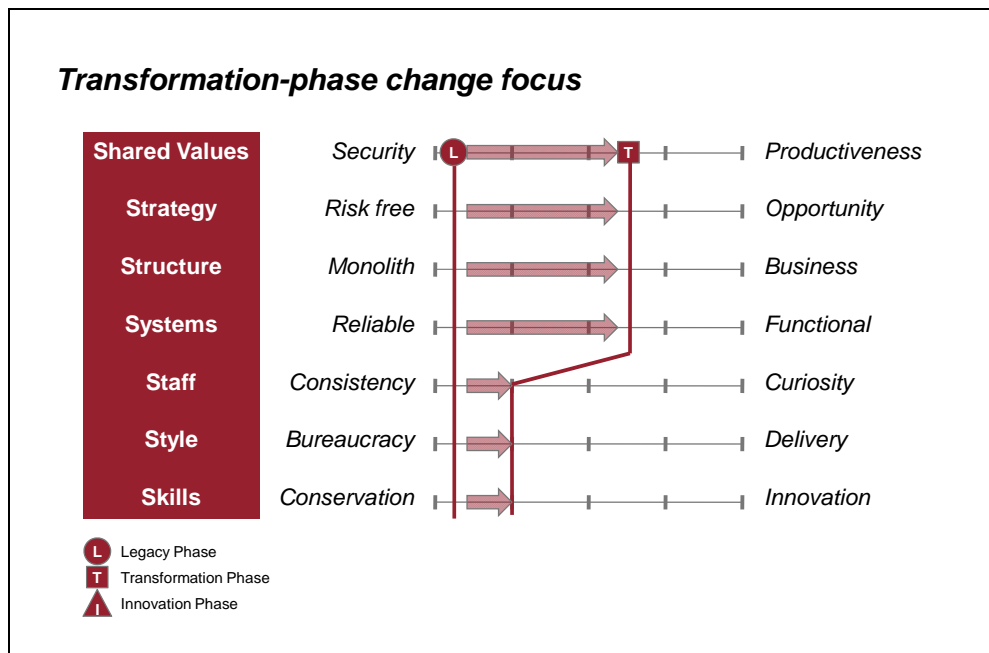 Transformation-phase change focus
Shared Values Security L T Productiveness
Strategy Risk free Opportunity
Structure Monolith Business
Systems Reliable Functional
Staff Consistency Curiosity
Style Bureaucracy Delivery
Skills Conservation Innovation
L Legacy Phase
T Transformation Phase
I Innovation Phase